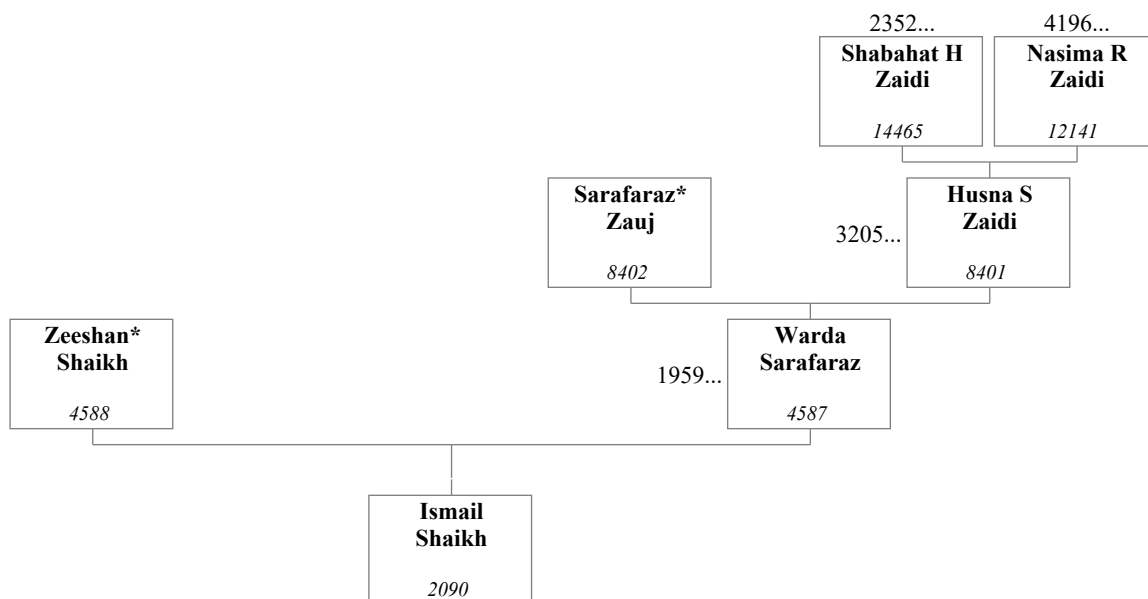 2352...
4196...
Shabahat H
Zaidi
14465
Nasima R
Zaidi
12141
Sarafaraz*
Zauj
8402
3205...
Husna S
Zaidi
8401
Zeeshan*
Shaikh
4588
1959...
Warda
Sarafaraz
4587
Ismail
Shaikh
2090